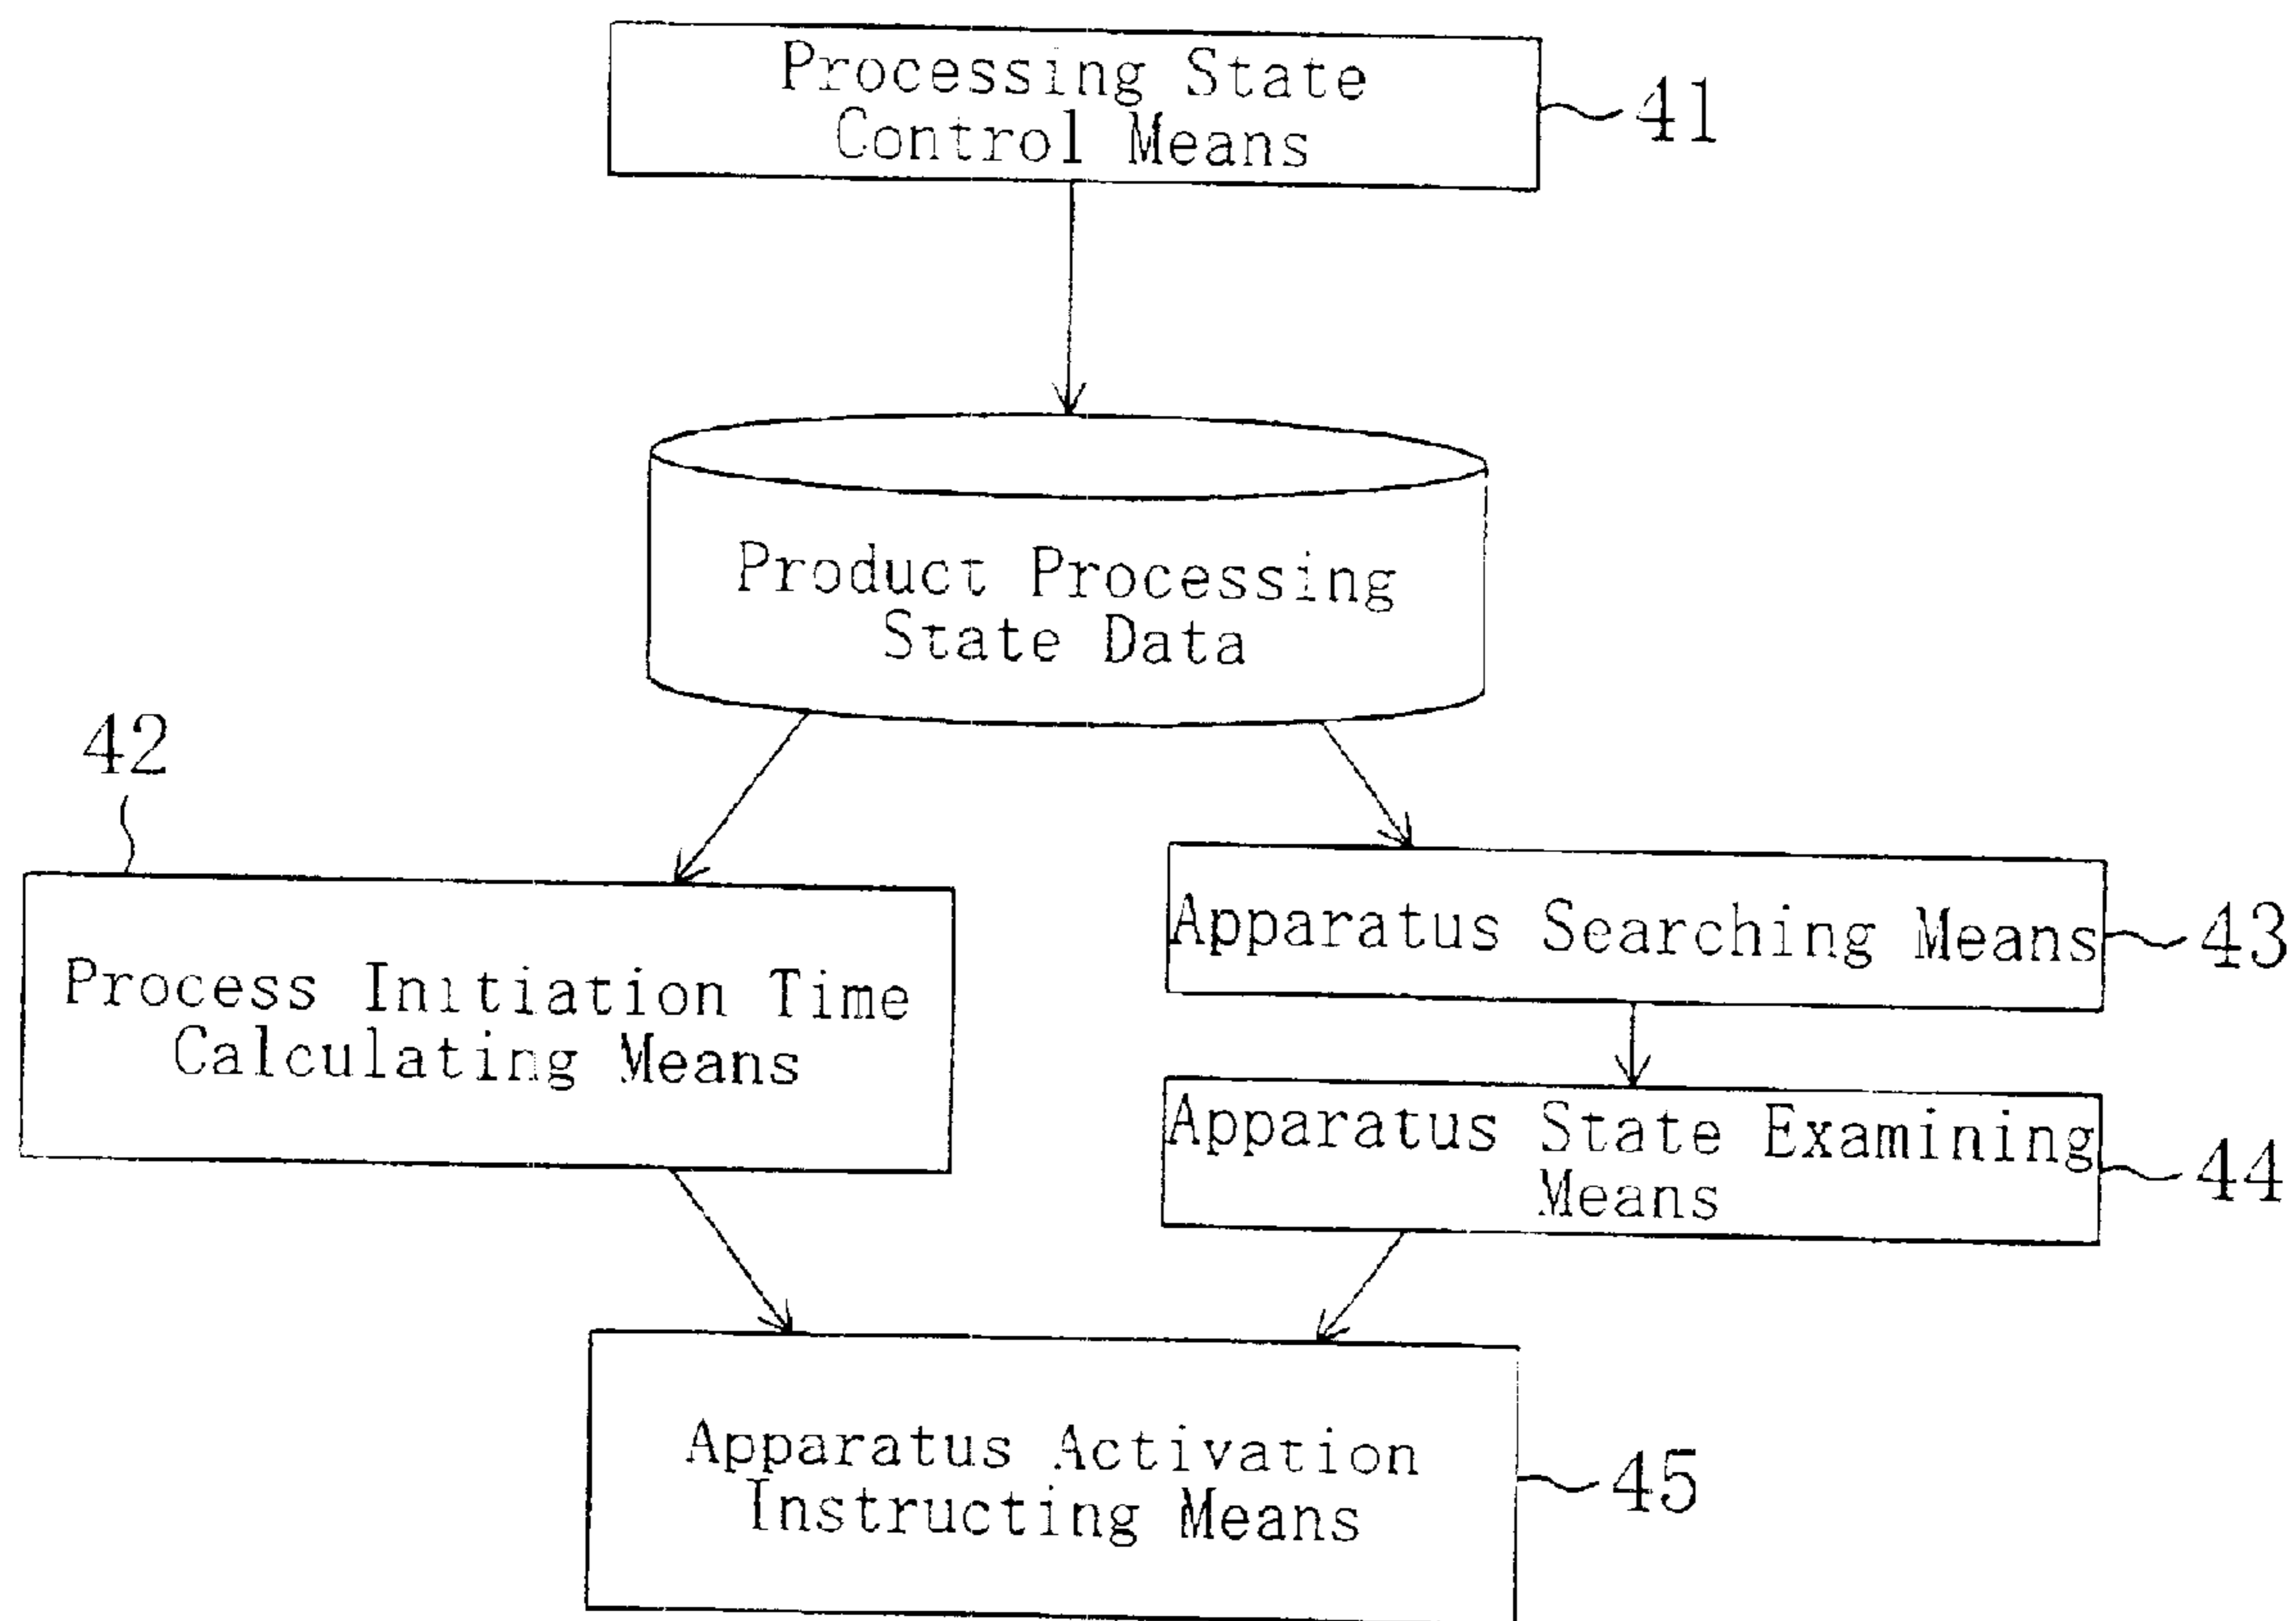 Processing State
Control Means
41
Product Processing
State Data
42
Process Initiation Time
Calculating Means
Apparatus Searching Means
43
Apparatus State Examining
Means
44
Apparatus Activation
Instructing Means
45